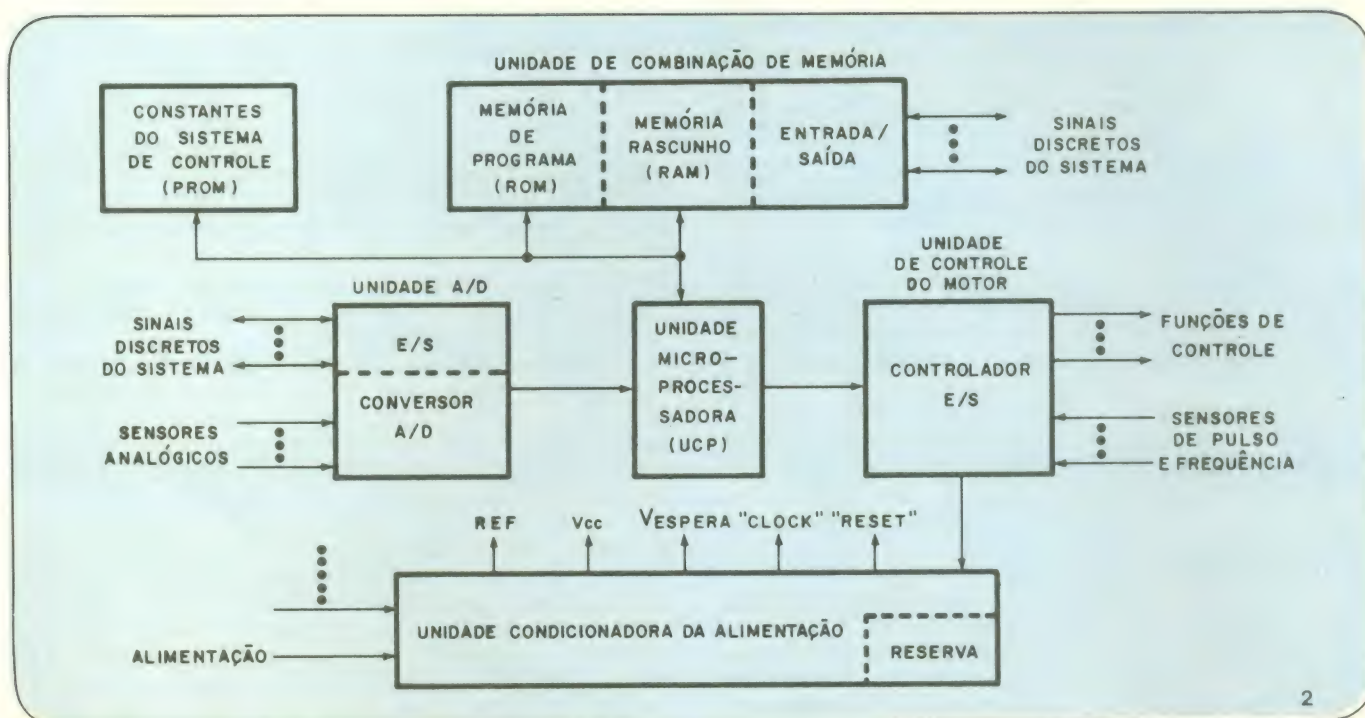 UNIDADE DE COMBINAÇÃO DE MEMÓRIA
CONSTANTES
DO SISTEMA
DE CONTROLE
(PROM)
MEMÓRIA
DE
PROGRAMA
(ROM)
MEMÓRIA
RASCUNHO
(RAM)
ENTRADA/
SAÍDA
SINAIS
DISCRETOS
DO SISTEMA
UNIDADE A/D
SINAIS
DISCRETOS
DO SISTEMA
E/S
CONVERSOR
A/D
SENSORES
ANALÓGICOS
UNIDADE
MICRO-
PROCES-
SADORA
(UCP)
UNIDADE
DE CONTROLE
DO MOTOR
CONTROLADOR
E/S
FUNÇÕES DE
CONTROLE
SENSORES
DE PULSO
E FREQUÊNCIA
REF Vcc VESPERA "CLOCK" "RESET"
ALIMENTAÇÃO
UNIDADE CONDICIONADORA DA ALIMENTAÇÃO
RESERVA
2